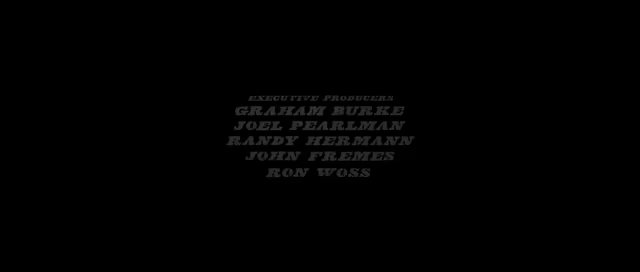 EXECUTIVE PRODUCERS
GRAHAM BURKE
JOEL PEARLMAN
RANDY HERMANN
JOHN FREMES
RON WOSS